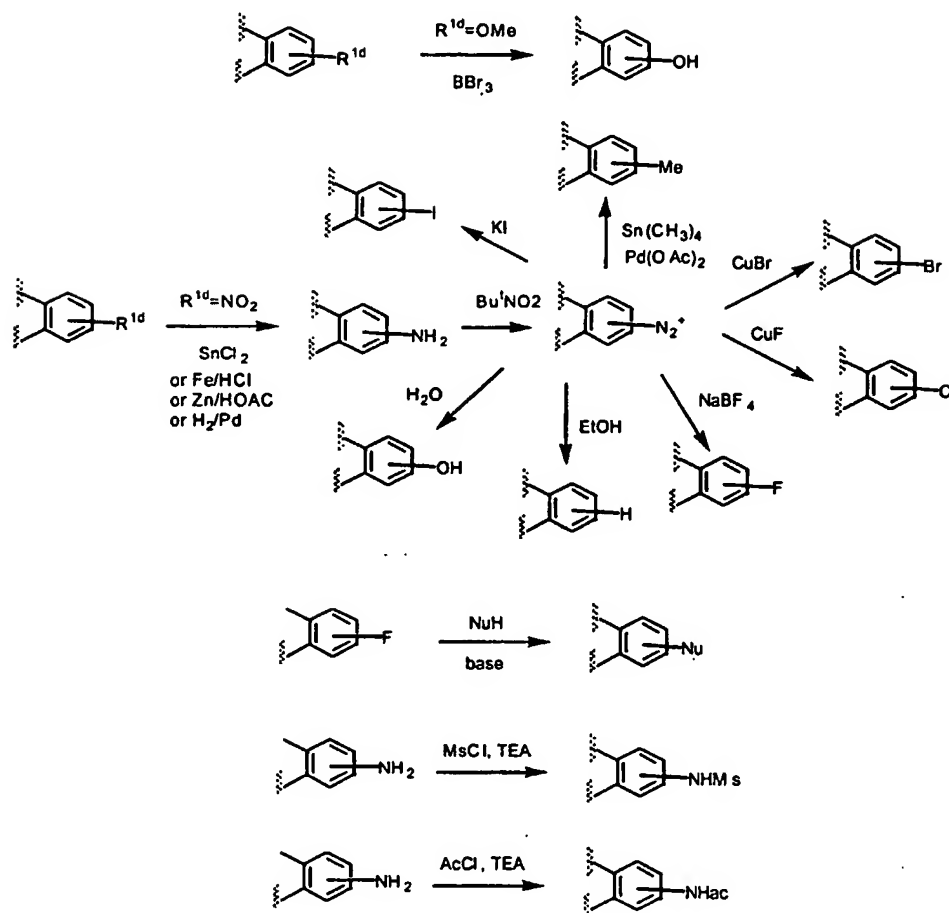 R1d=OMe
R1d
BBr3
OH
Me
I
KI
Sn(CH3)4
Pd(OAc)2
CuBr
Br
R1d=NO2
ButNO2
R1d
NH2
N2+
CuF
SnCl2
or Fe/HCl
or Zn/HOAC
or H2/Pd
H2O
EtOH
NaBF4
OH
H
F
F
NuH
base
Nu
NH2
MsCl, TEA
NHMs
NH2
AcCl, TEA
NHac